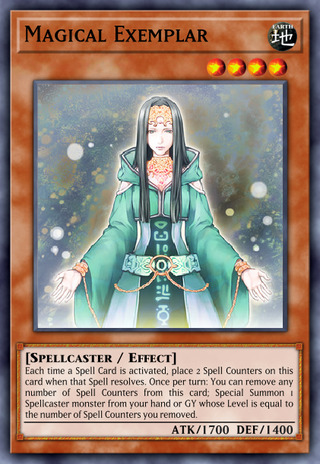 Magical Exemplar
EARTH
地
[Spellcaster / Effect]
Each time a Spell Card is activated, place 2 Spell Counters on this
card when that Spell resolves. Once per turn: You can remove any
number of Spell Counters from this card; Special Summon 1
Spellcaster monster from your hand or GY whose Level is equal
to the number of Spell Counters you removed.
ATK/1700 DEF/1400